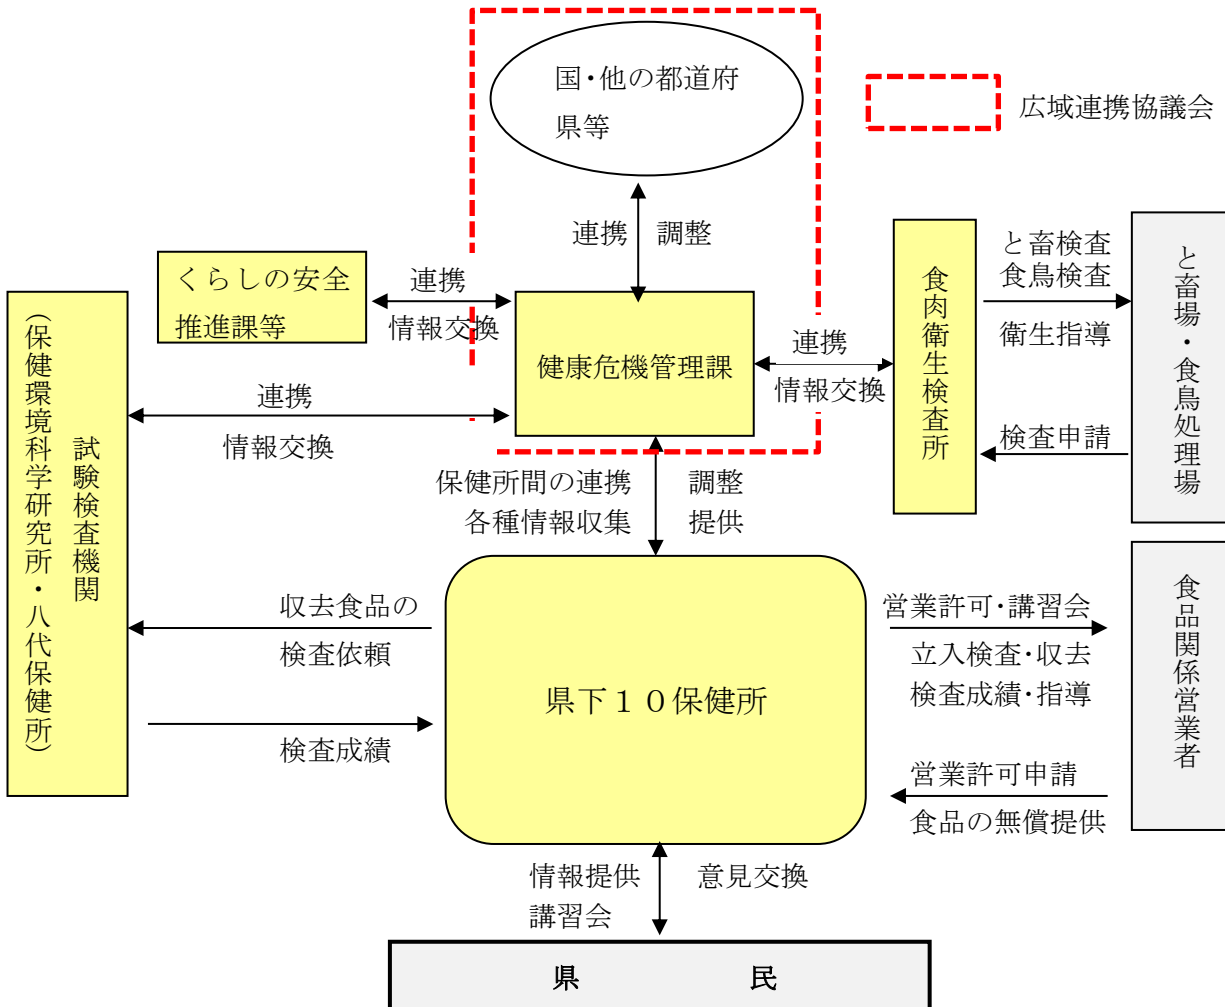 国・他の都道府
県等
広域連携協議会
連携 調整
くらしの安全
推進課等
連携
情報交換
健康危機管理課
連携
情報交換
食肉衛生検査所
と畜検査
食鳥検査
衛生指導
検査申請
と畜場・食鳥処理場
試験検査機関
(保健環境科学研究所・八代保健所)
連携
情報交換
保健所間の連携 調整
各種情報収集 提供
収去食品の
検査依頼
検査成績
県下10保健所
営業許可・講習会
立入検査・収去
検査成績・指導
営業許可申請
食品の無償提供
食品関係営業者
情報提供 意見交換
講習会
県 民